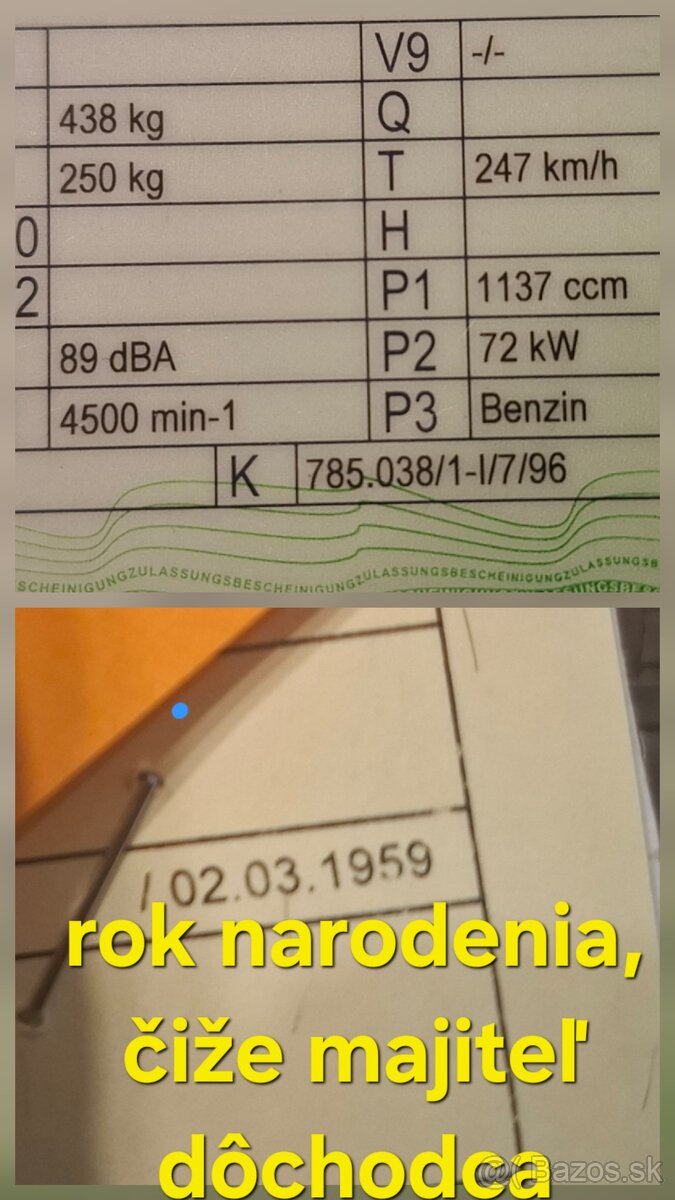 V9 -/-
438 kg Q
250 kg T 247 km/h
0 H
2 P1 1137 ccm
89 dBA P2 72 kW
4500 min-1 P3 Benzin
K 785.038/1-I/7/96
SCHEINIGUNGZULASSUNGSBESCHEINIGUNGZULASSUNGSBESCHEINIGUNGZULASSUNGSB
/ 02.03.1959
rok narodenia,
čiže majiteľ
dôchodca
Bazos.sk